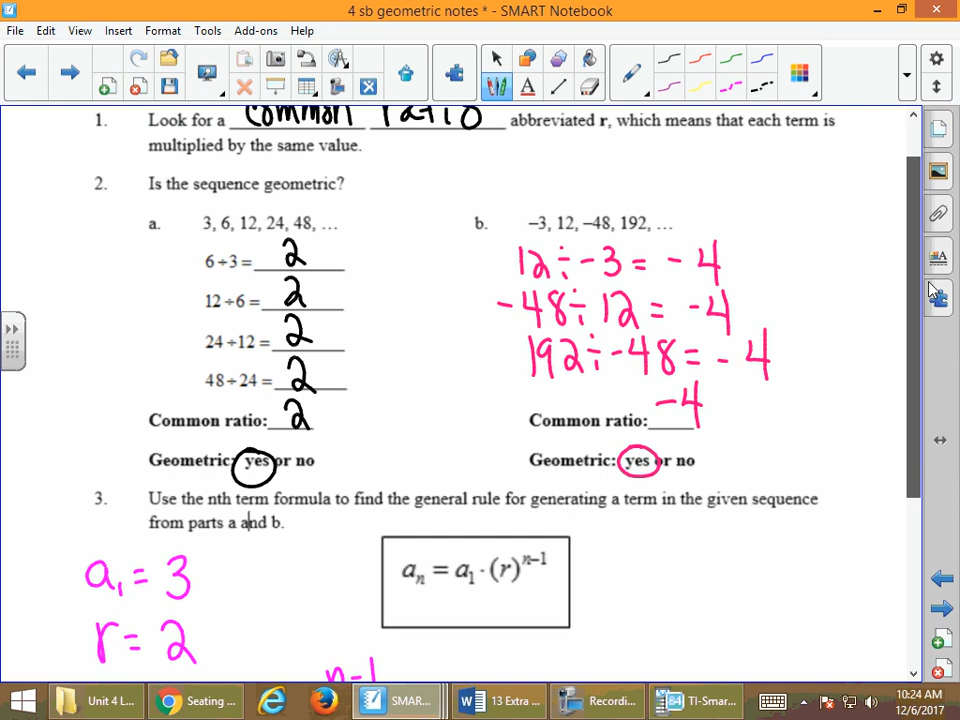 4 sb geometric notes * - SMART Notebook
File Edit View Insert Format Tools Add-ons Help
1. Look for a common ratio abbreviated r, which means that each term is
multiplied by the same value.
2. Is the sequence geometric?
a. 3, 6, 12, 24, 48, …
6 ÷3 = 2
12 ÷6 = 2
24 ÷12 = 2
48 ÷ 24 = 2
Common ratio: 2
Geometric: yes or no
b. –3, 12, –48, 192, …
12 ÷ -3 = -4
-48 ÷ 12 = -4
192 ÷ -48 = -4
-4
Common ratio:
Geometric: yes or no
3. Use the nth term formula to find the general rule for generating a term in the given sequence
from parts a and b.
aₙ = a₁ · (r)ⁿ⁻¹
a₁ = 3
r = 2
n-1
Unit 4 L... Seating ... SMAR... 13 Extra ... Recordi... TI-Smar...
10:24 AM
12/6/2017